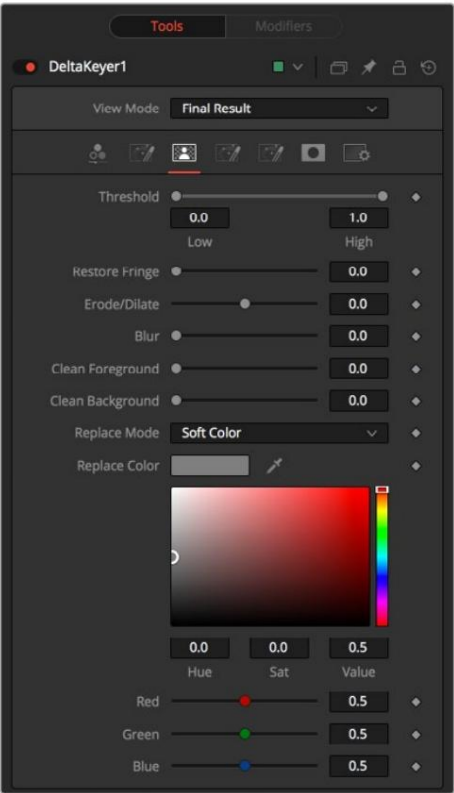 Tools Modifiers
DeltaKeyer1
View Mode Final Result
Threshold
0.0 1.0
Low High
Restore Fringe 0.0
Erode/Dilate 0.0
Blur 0.0
Clean Foreground 0.0
Clean Background 0.0
Replace Mode Soft Color
Replace Color
0.0 0.0 0.5
Hue Sat Value
Red 0.5
Green 0.5
Blue 0.5